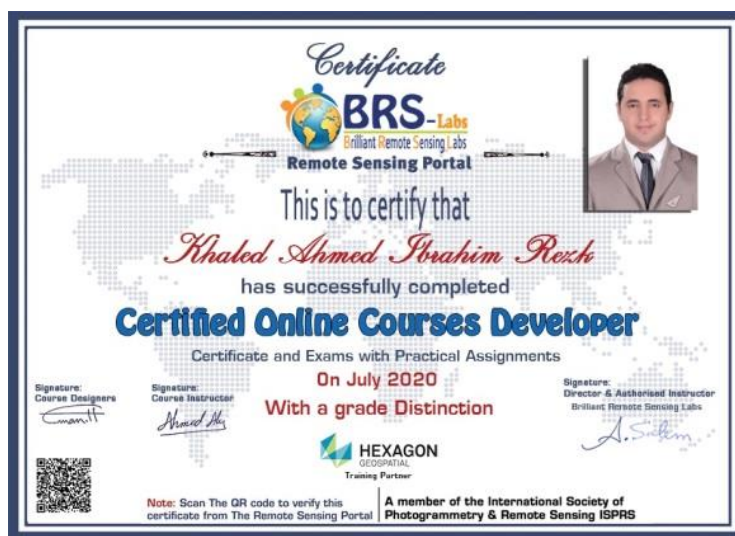 Certificate
BRS-Labs
Brilliant Remote Sensing Labs
Remote Sensing Portal
This is to certify that
Khaled Ahmed Ibrahim Rezk
has successfully completed
Certified Online Courses Developer
Certificate and Exams with Practical Assignments
On July 2020
With a grade Distinction
Signature:
Course Designers
Signature:
Course Instructor
Ahmed Aly
Signature:
Director & Authorised Instructor
Brilliant Remote Sensing Labs
A. Salem
HEXAGON
GEOSPATIAL
Training Partner
Note: Scan The QR code to verify this
certificate from The Remote Sensing Portal
A member of the International Society of
Photogrammetry & Remote Sensing ISPRS